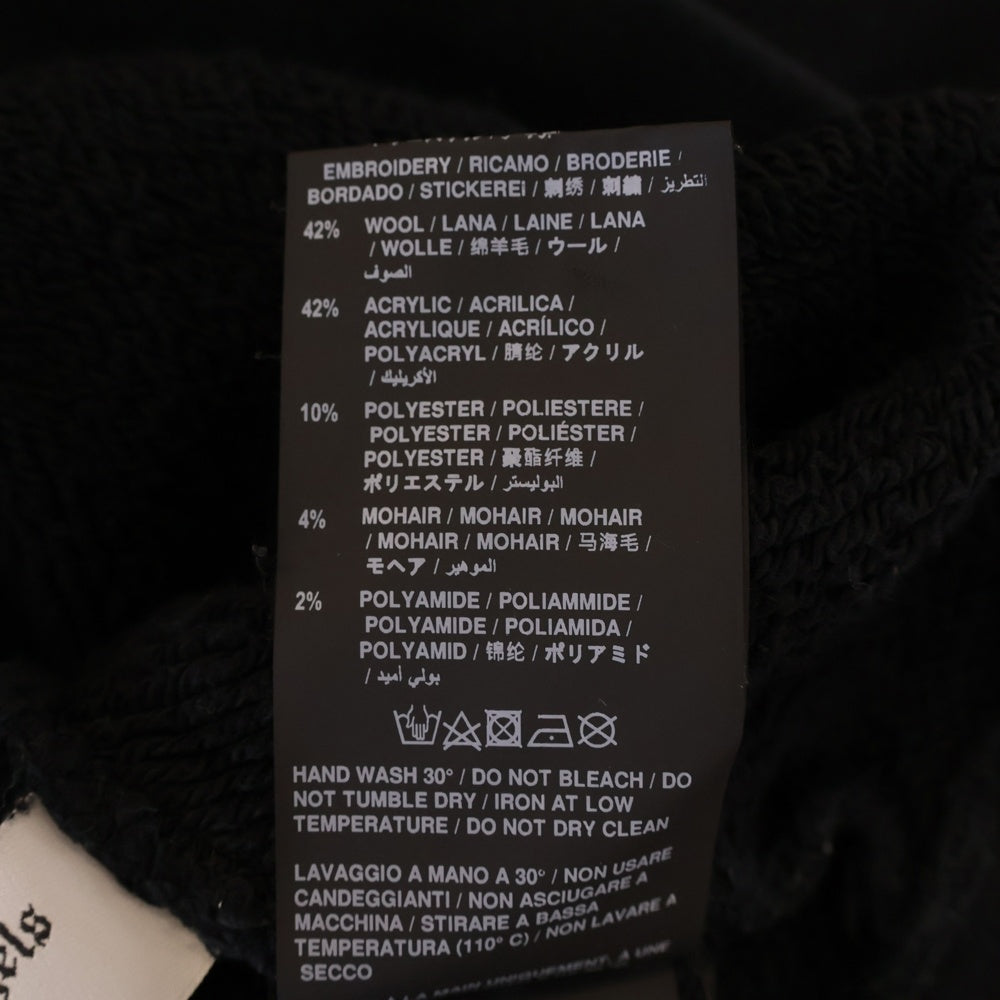 EMBROIDERY / RICAMO / BRODERIE /
BORDADO / STICKEREI / 刺绣 / 刺繍 / التطريز
42% WOOL / LANA / LAINE / LANA
/ WOLLE / 绵羊毛 / ウール /
الصوف
42% ACRYLIC / ACRILICA /
ACRYLIQUE / ACRÍLICO /
POLYACRYL / 腈纶 / アクリル
/ الأكريليك
10% POLYESTER / POLIESTERE /
POLYESTER / POLIÉSTER /
POLYESTER / 聚酯纤维 /
ポリエステル / البوليستر
4% MOHAIR / MOHAIR / MOHAIR
/ MOHAIR / MOHAIR / 马海毛 /
モヘア / الموهير
2% POLYAMIDE / POLIAMMIDE /
POLYAMIDE / POLIAMIDA /
POLYAMID / 锦纶 / ポリアミド
/ بولي أميد
HAND WASH 30° / DO NOT BLEACH / DO
NOT TUMBLE DRY / IRON AT LOW
TEMPERATURE / DO NOT DRY CLEAN
LAVAGGIO A MANO A 30° / NON USARE
CANDEGGIANTI / NON ASCIUGARE A
MACCHINA / STIRARE A BASSA
TEMPERATURA (110° C) / NON LAVARE A
SECCO
À LA MAIN UNIQUEMENT, À UNE
els